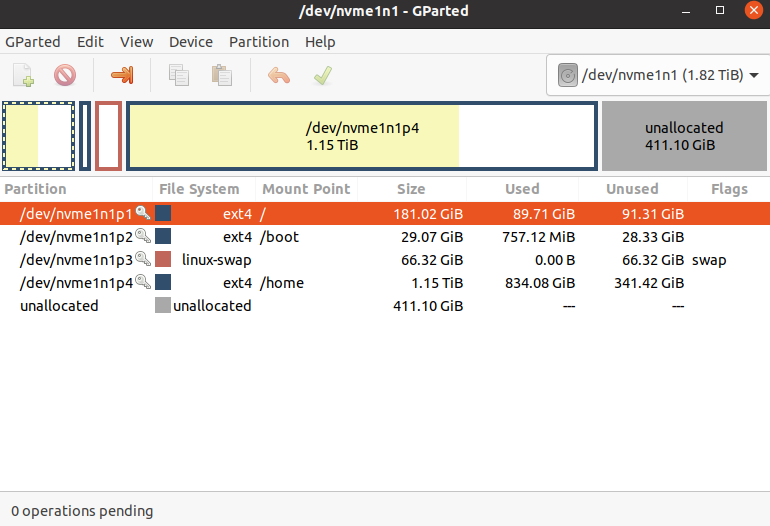 /dev/nvme1n1 - GParted
GParted Edit View Device Partition Help
/dev/nvme1n1 (1.82 TiB)
/dev/nvme1n1p4
1.15 TiB
unallocated
411.10 GiB
Partition File System Mount Point Size Used Unused Flags
/dev/nvme1n1p1 ext4 / 181.02 GiB 89.71 GiB 91.31 GiB
/dev/nvme1n1p2 ext4 /boot 29.07 GiB 757.12 MiB 28.33 GiB
/dev/nvme1n1p3 linux-swap 66.32 GiB 0.00 B 66.32 GiB swap
/dev/nvme1n1p4 ext4 /home 1.15 TiB 834.08 GiB 341.42 GiB
unallocated unallocated 411.10 GiB --- ---
0 operations pending